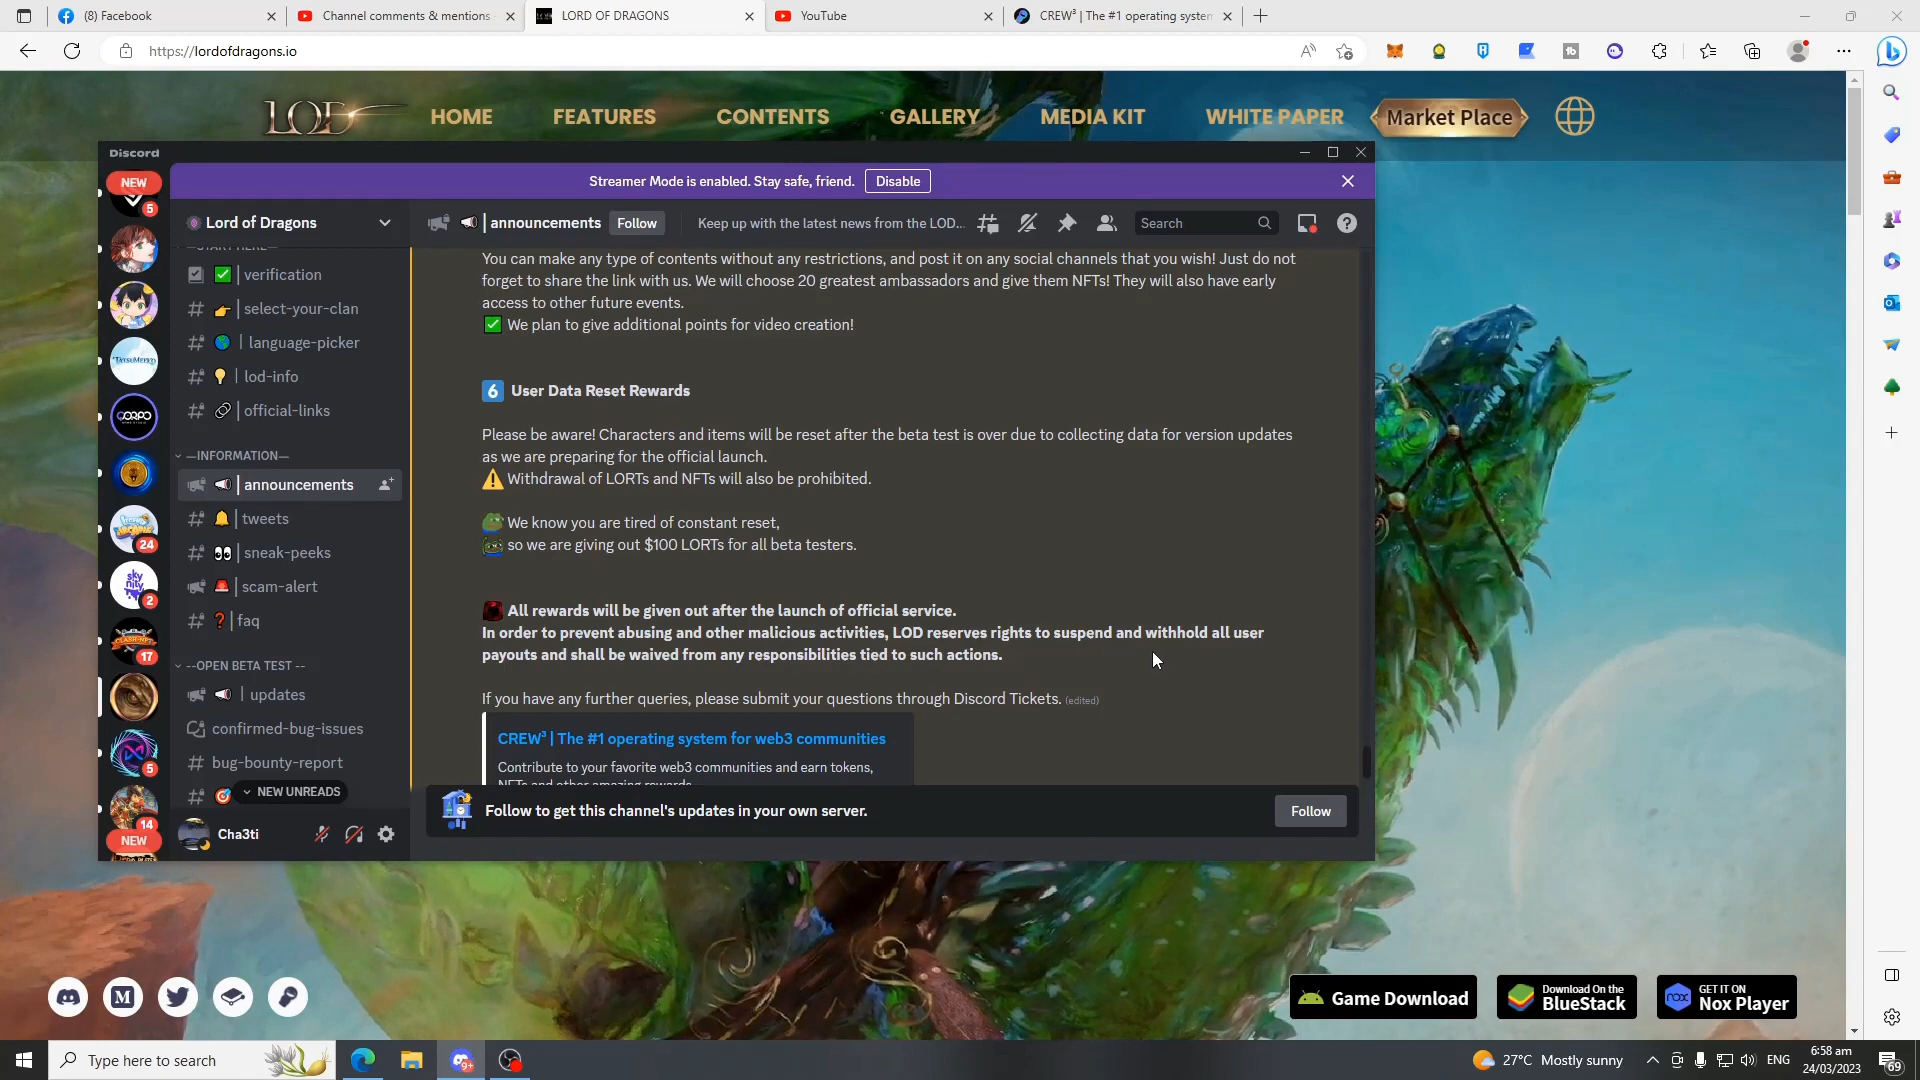 (8) Facebook
Channel comments & mentions
LORD OF DRAGONS
YouTube
CREW³ | The #1 operating system
https://lordofdragons.io
LOD
HOME
FEATURES
CONTENTS
GALLERY
MEDIA KIT
WHITE PAPER
Market Place
Discord
Streamer Mode is enabled. Stay safe, friend.
Disable
NEW
5
24
2
17
5
14
NEW
Lord of Dragons
announcements
Follow
Keep up with the latest news from the LOD...
Search
verification
select-your-clan
language-picker
lod-info
official-links
—INFORMATION—
announcements
tweets
sneak-peeks
scam-alert
faq
--OPEN BETA TEST --
updates
confirmed-bug-issues
bug-bounty-report
NEW UNREADS
Cha3ti
You can make any type of contents without any restrictions, and post it on any social channels that you wish! Just do not
forget to share the link with us. We will choose 20 greatest ambassadors and give them NFTs! They will also have early
access to other future events.
✅ We plan to give additional points for video creation!
6 User Data Reset Rewards
Please be aware! Characters and items will be reset after the beta test is over due to collecting data for version updates
as we are preparing for the official launch.
⚠ Withdrawal of LORTs and NFTs will also be prohibited.
We know you are tired of constant reset,
so we are giving out $100 LORTs for all beta testers.
All rewards will be given out after the launch of official service.
In order to prevent abusing and other malicious activities, LOD reserves rights to suspend and withhold all user
payouts and shall be waived from any responsibilities tied to such actions.
If you have any further queries, please submit your questions through Discord Tickets. (edited)
CREW³ | The #1 operating system for web3 communities
Contribute to your favorite web3 communities and earn tokens,
NFTs and other amazing rewards
Follow to get this channel's updates in your own server.
Follow
Game Download
Download On the
BlueStack
GET IT ON
Nox Player
Type here to search
9+
27°C Mostly sunny
ENG
6:58 am
24/03/2023
69